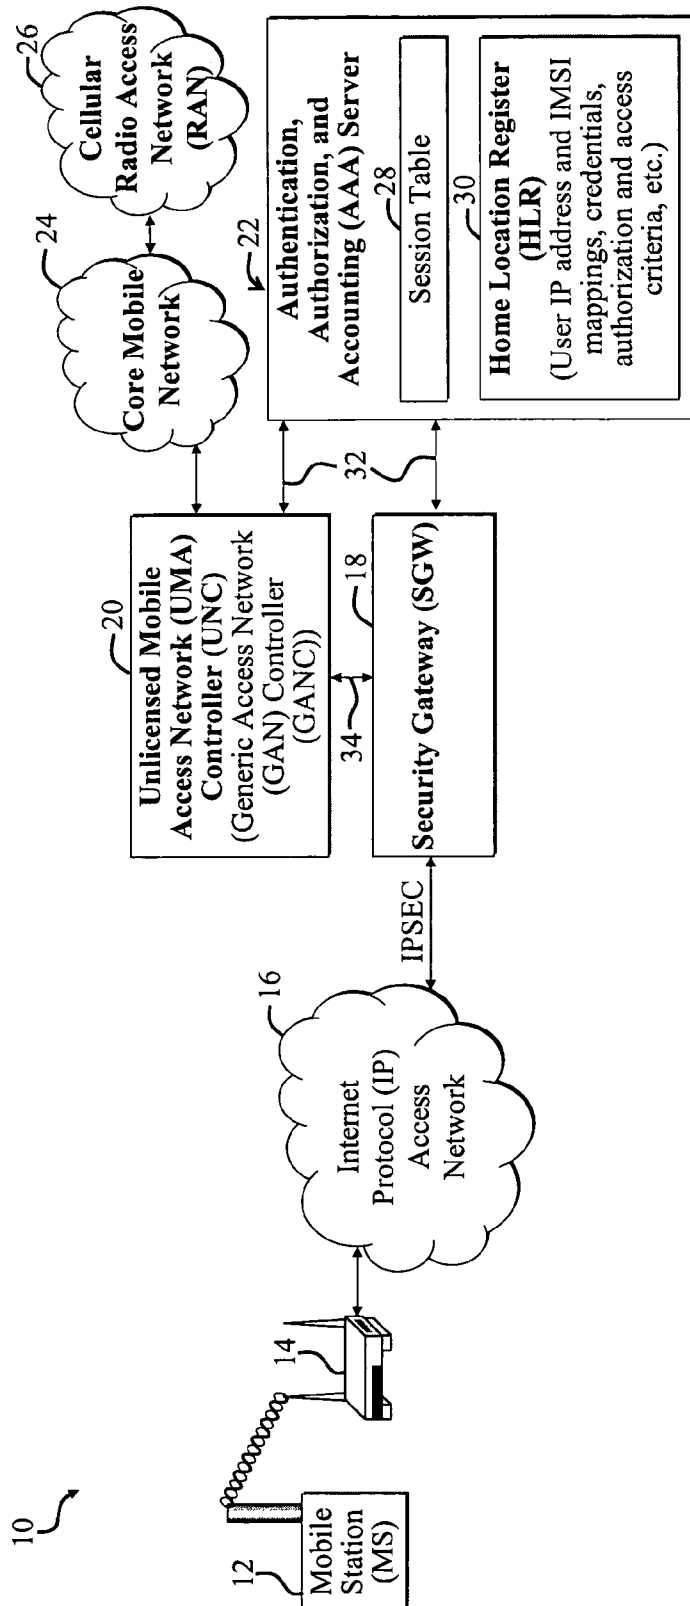 10
12
Mobile
Station
(MS)
14
16
Internet
Protocol (IP)
Access
Network
IPSEC
20
Unlicensed Mobile
Access Network (UMA)
Controller (UNC)
(Generic Access Network
(GAN) Controller
(GANC))
34
18
Security Gateway (SGW)
24
Core Mobile
Network
26
Cellular
Radio Access
Network
(RAN)
32
22
Authentication,
Authorization, and
Accounting (AAA) Server
28
Session Table
30
Home Location Register
(HLR)
(User IP address and IMSI
mappings, credentials,
authorization and access
criteria, etc.)